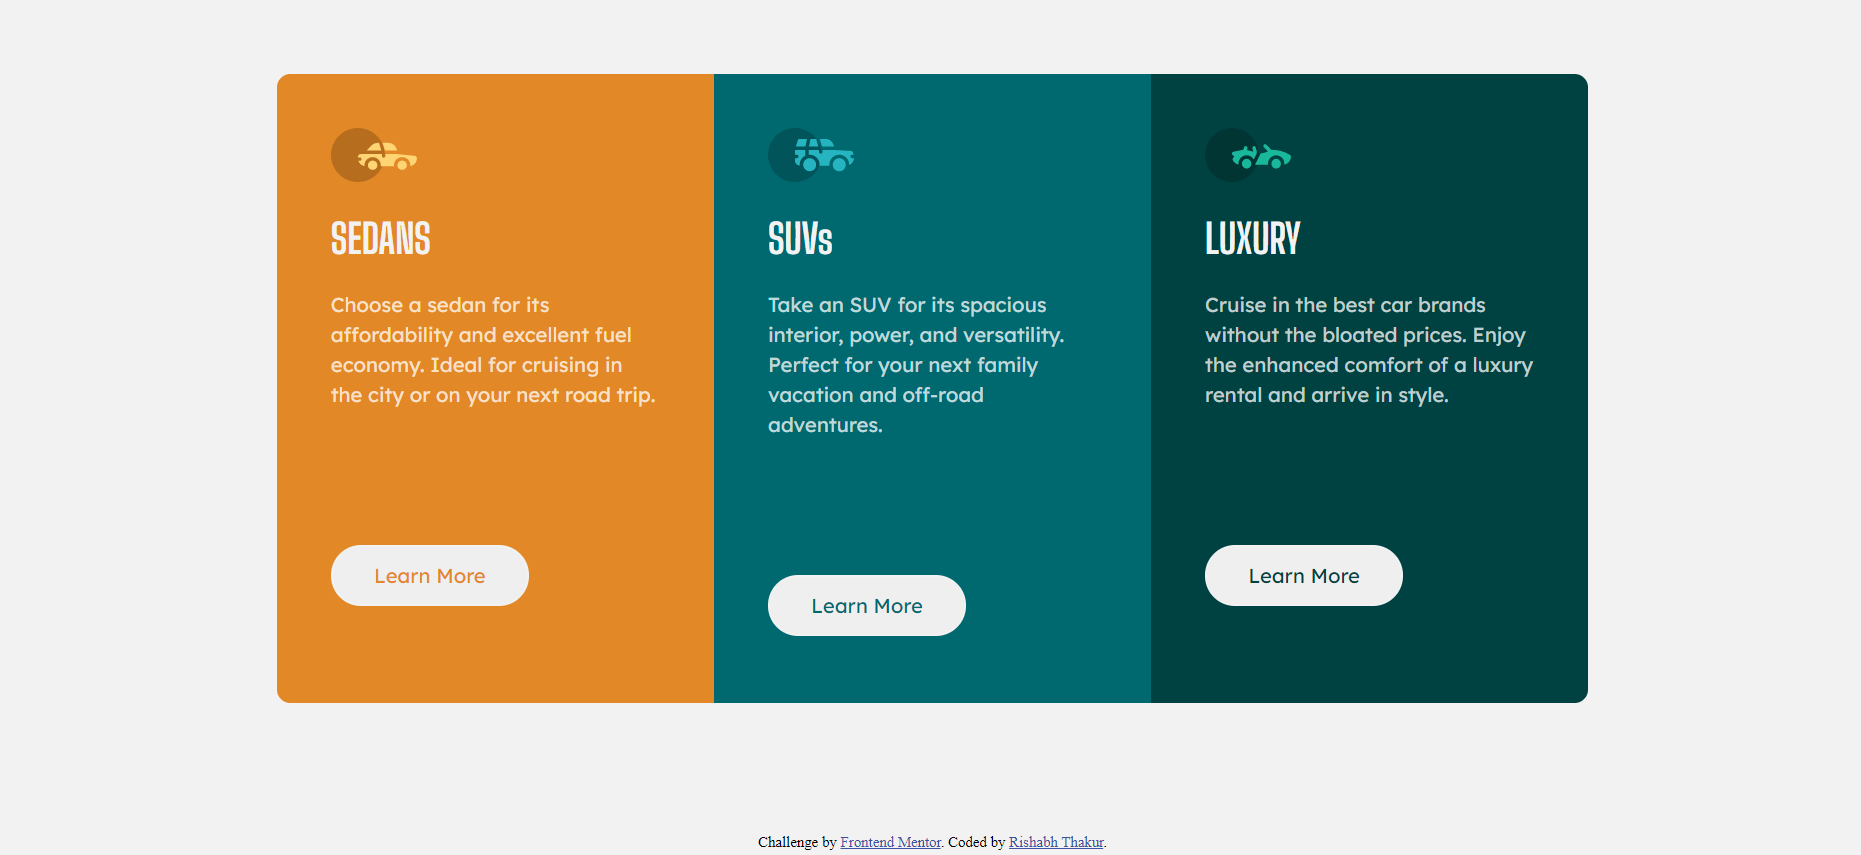 SEDANS
Choose a sedan for its
affordability and excellent fuel
economy. Ideal for cruising in
the city or on your next road trip.
Learn More
SUVs
Take an SUV for its spacious
interior, power, and versatility.
Perfect for your next family
vacation and off-road
adventures.
Learn More
LUXURY
Cruise in the best car brands
without the bloated prices. Enjoy
the enhanced comfort of a luxury
rental and arrive in style.
Learn More
Challenge by Frontend Mentor. Coded by Rishabh Thakur.